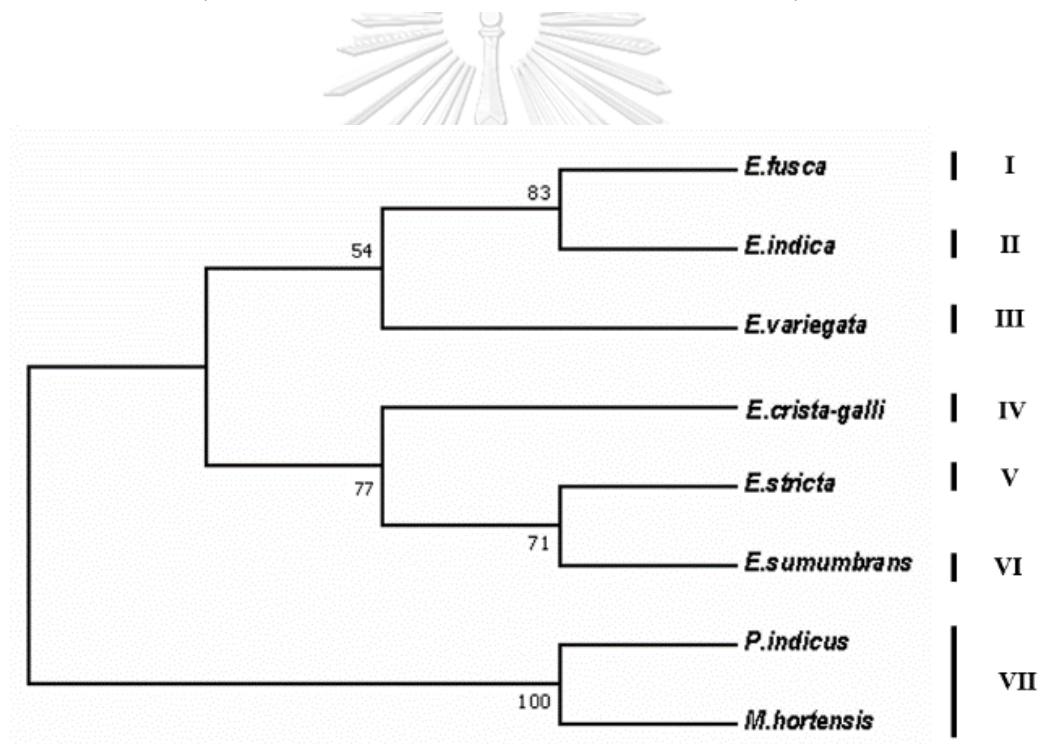 E.fusca I
83
E.indica II
54
E.variegata III
E.crista-galli IV
77
E.stricta V
71
E.sumumbrans VI
P.indicus
VII
100
M.hortensis